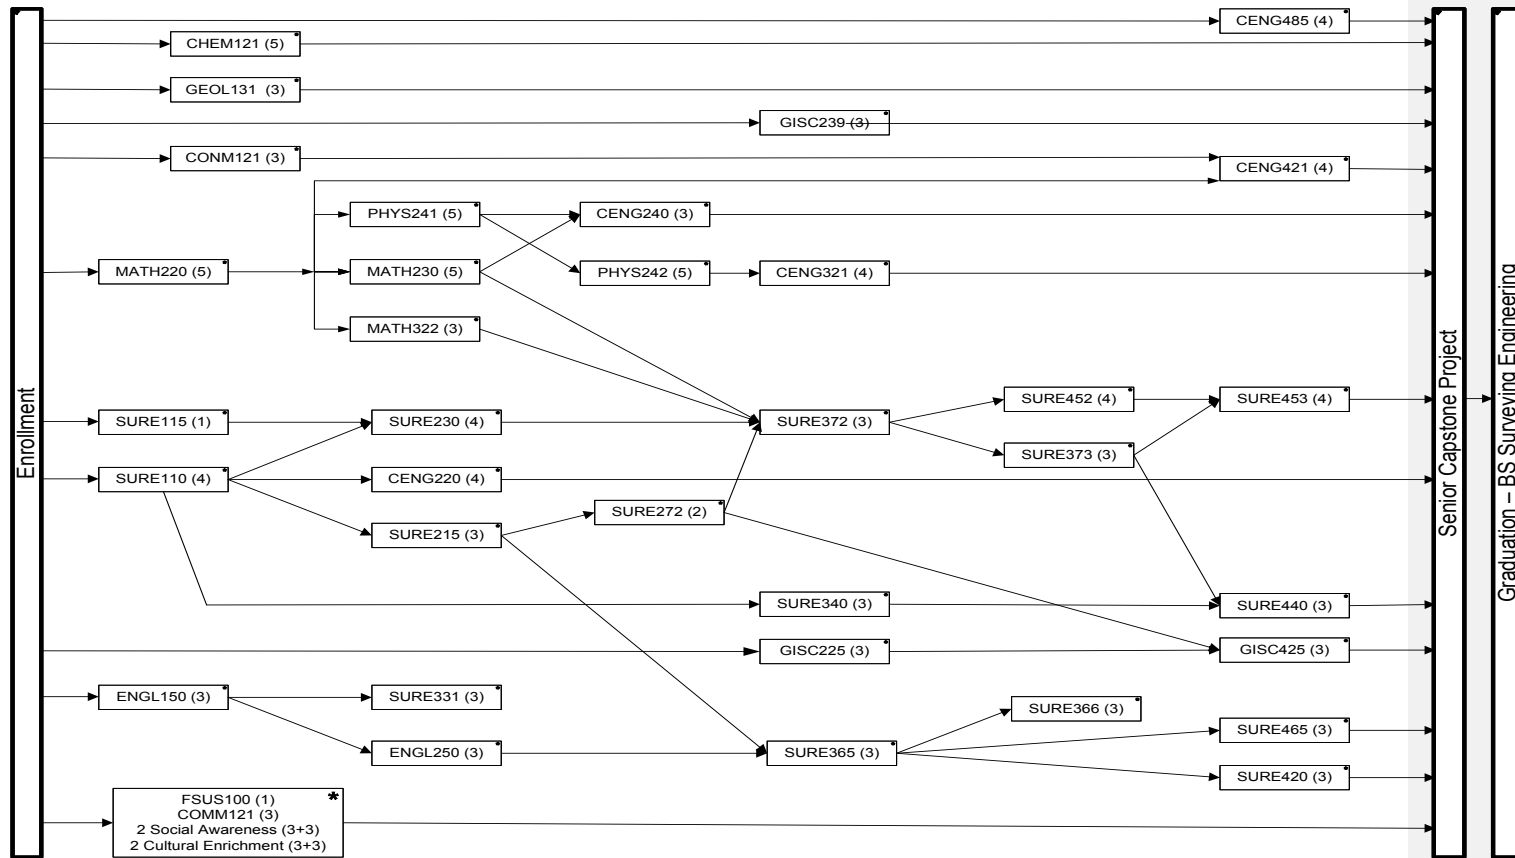 CENG485 (4)
CHEM121 (5)
GEOL131 (3)
GISC239 (3)
CONM121 (3)
CENG421 (4)
PHYS241 (5)
CENG240 (3)
MATH220 (5)
MATH230 (5)
PHYS242 (5)
CENG321 (4)
MATH322 (3)
Enrollment
Senior Capstone Project
Graduation – BS Surveying Engineering
SURE115 (1)
SURE230 (4)
SURE372 (3)
SURE452 (4)
SURE453 (4)
SURE373 (3)
SURE110 (4)
CENG220 (4)
SURE272 (2)
SURE215 (3)
SURE340 (3)
SURE440 (3)
GISC225 (3)
GISC425 (3)
ENGL150 (3)
SURE331 (3)
SURE366 (3)
SURE465 (3)
ENGL250 (3)
SURE365 (3)
SURE420 (3)
FSUS100 (1) *
COMM121 (3)
2 Social Awareness (3+3)
2 Cultural Enrichment (3+3)